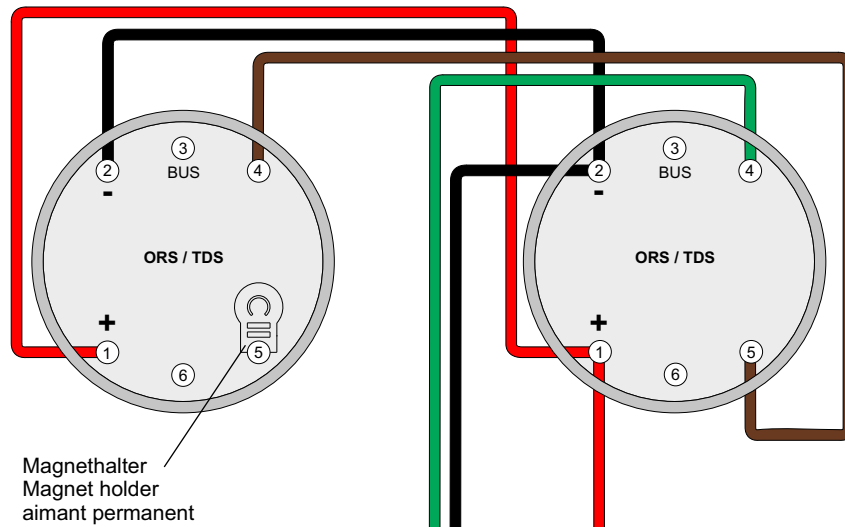 3
3
2
4
2
4
BUS
BUS
-
-
ORS / TDS
ORS / TDS
+
+
1
5
1
5
6
6
Magnethalter
Magnet holder
aimant permanent